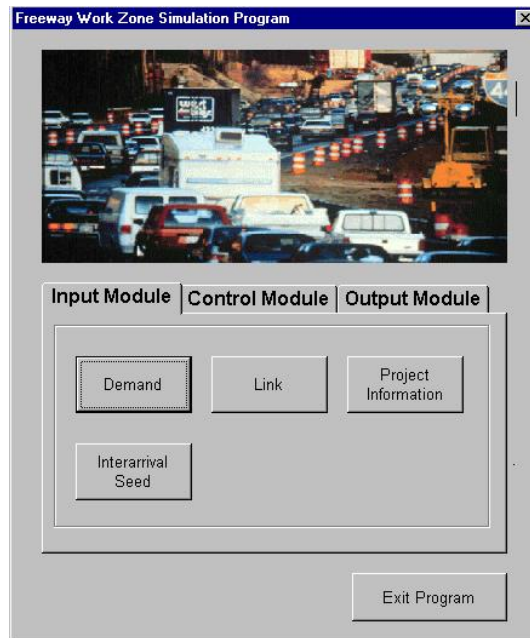 Freeway Work Zone Simulation Program
Input Module
Control Module
Output Module
Demand
Link
Project
Information
Interarrival
Seed
Exit Program